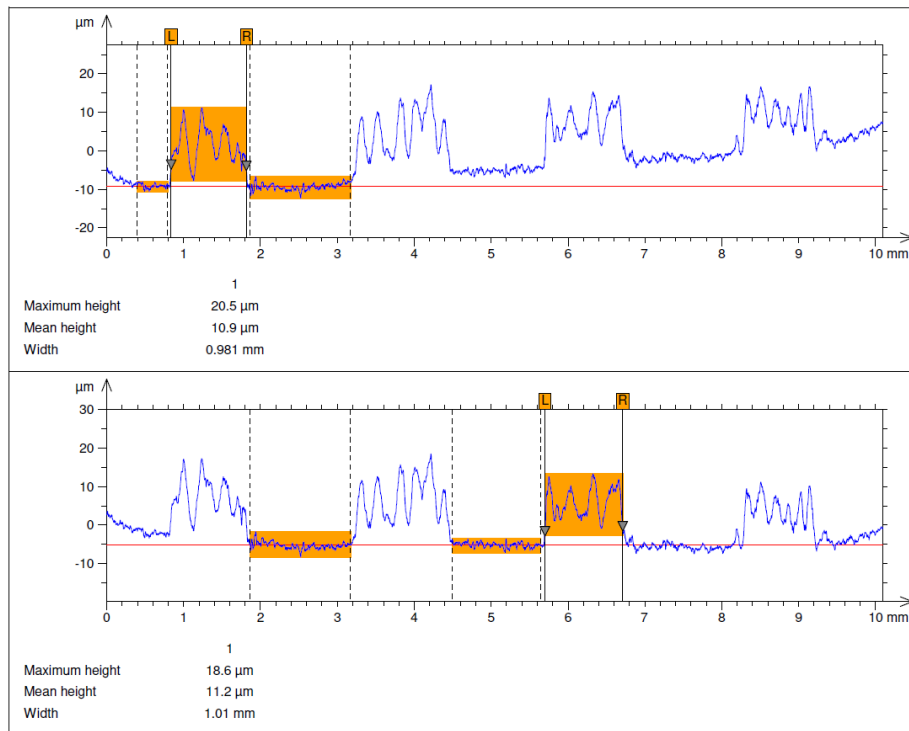 µm
L R
20
10
0
-10
-20
0 1 2 3 4 5 6 7 8 9 10 mm
1
Maximum height 20.5 µm
Mean height 10.9 µm
Width 0.981 mm
µm
L R
30
20
10
0
-10
0 1 2 3 4 5 6 7 8 9 10 mm
1
Maximum height 18.6 µm
Mean height 11.2 µm
Width 1.01 mm